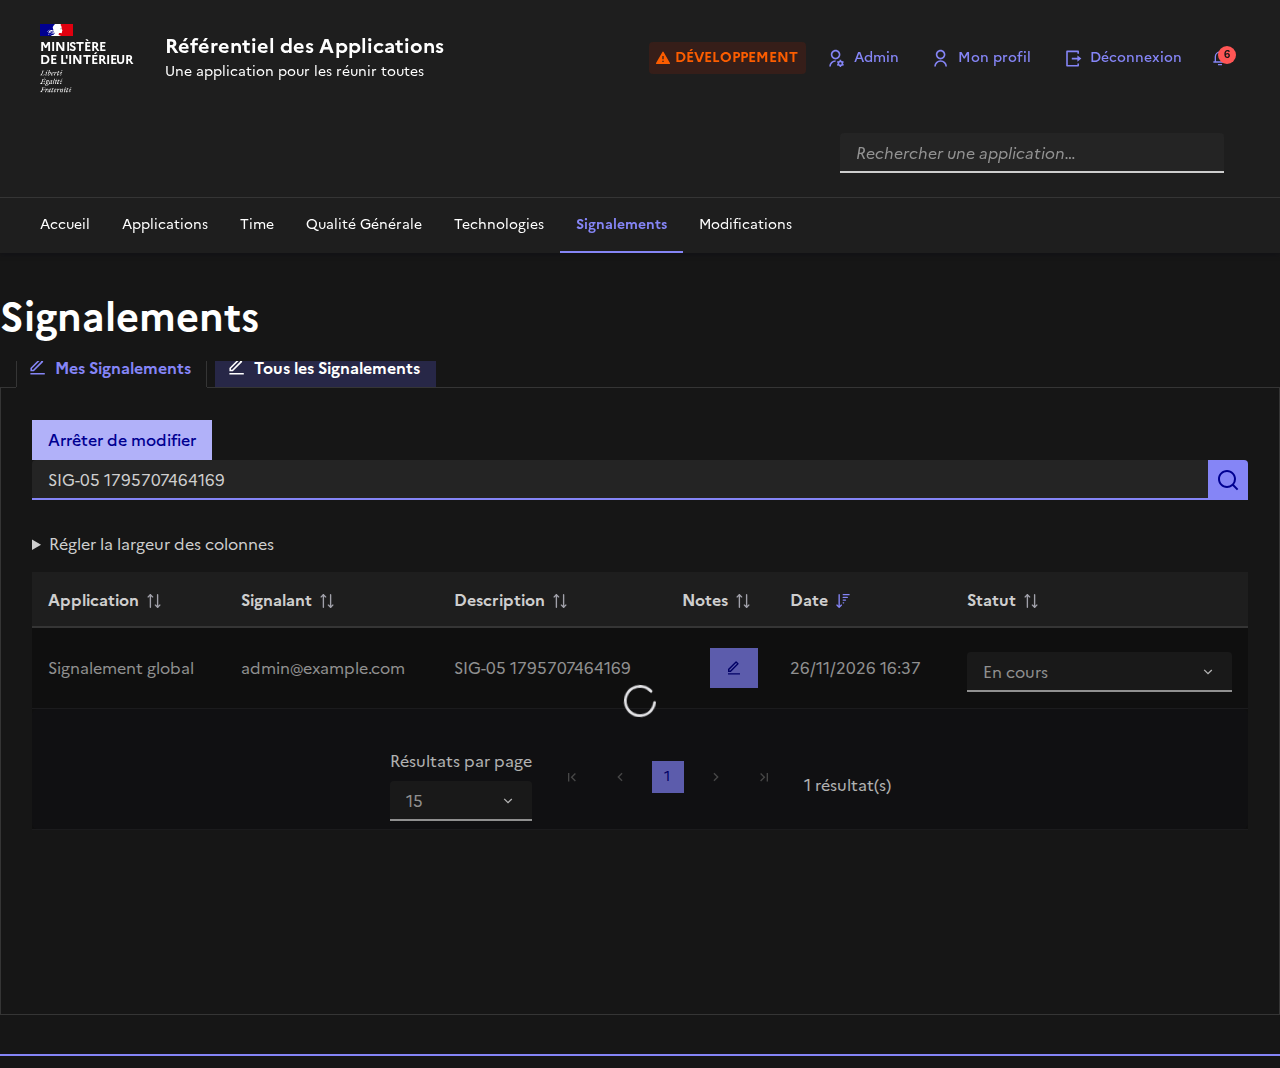 MINISTÈRE
DE L'INTÉRIEUR
Liberté
Égalité
Fraternité
Référentiel des Applications
Une application pour les réunir toutes
DÉVELOPPEMENT
Admin
Mon profil
Déconnexion
6
Rechercher une application...
Accueil
Applications
Time
Qualité Générale
Technologies
Signalements
Modifications
Signalements
Mes Signalements
Tous les Signalements
Arrêter de modifier
SIG-05 1795707464169
Régler la largeur des colonnes
Application Signalant Description Notes Date Statut
Signalement global admin@example.com SIG-05 1795707464169 26/11/2026 16:37 En cours
Résultats par page
15
1
1 résultat(s)